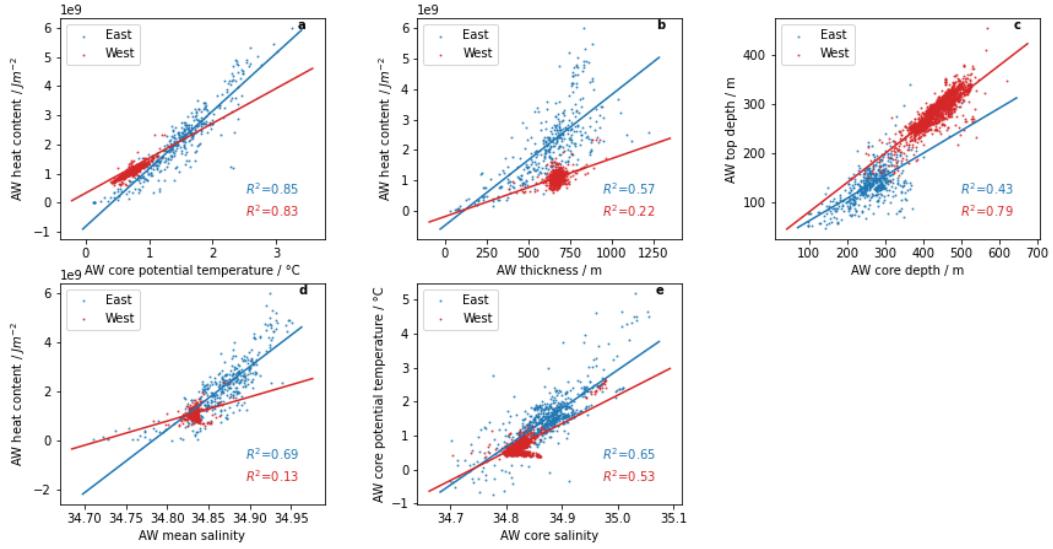 1e9
a
East
West
AW heat content / Jm⁻²
6
5
4
3
2
1
0
−1
R²=0.85
R²=0.83
0
1
2
3
AW core potential temperature / °C
1e9
b
East
West
AW heat content / Jm⁻²
6
5
4
3
2
1
0
R²=0.57
R²=0.22
0
250
500
750
1000
1250
AW thickness / m
c
East
West
AW top depth / m
400
300
200
100
R²=0.43
R²=0.79
100
200
300
400
500
600
700
AW core depth / m
1e9
d
East
West
AW heat content / Jm⁻²
6
4
2
0
−2
R²=0.69
R²=0.13
34.70
34.75
34.80
34.85
34.90
34.95
AW mean salinity
e
East
West
AW core potential temperature / °C
5
4
3
2
1
0
−1
R²=0.65
R²=0.53
34.7
34.8
34.9
35.0
35.1
AW core salinity